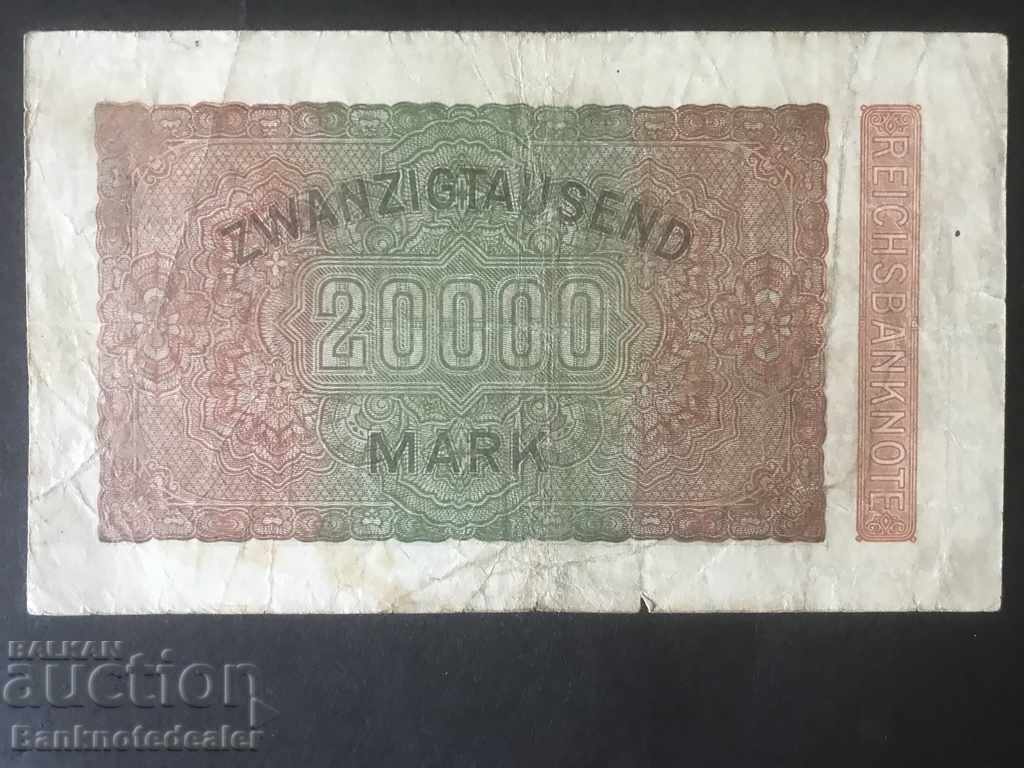 ZWANZIGTAUSEND
20000
MARK
REICHSBANKNOTE
BALKAN
auction
Banknotedealer